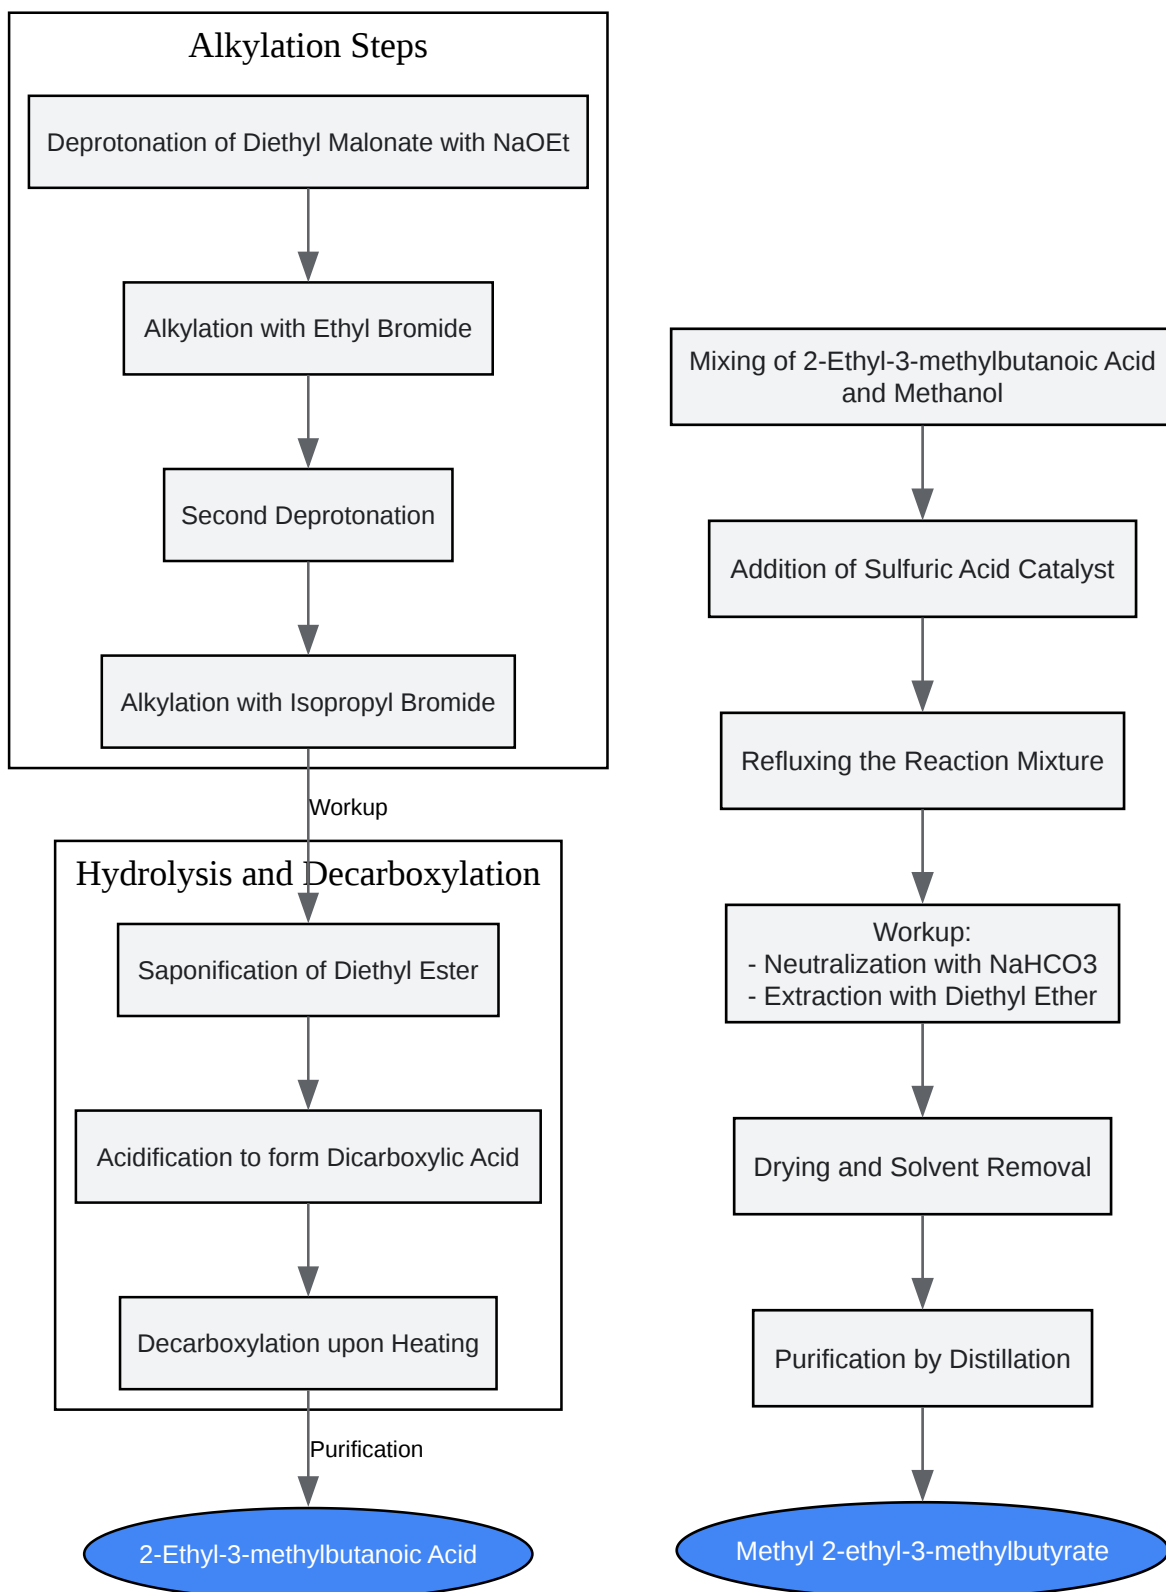 Alkylation Steps
Deprotonation of Diethyl Malonate with NaOEt
Alkylation with Ethyl Bromide
Second Deprotonation
Alkylation with Isopropyl Bromide
Workup
Hydrolysis and Decarboxylation
Saponification of Diethyl Ester
Acidification to form Dicarboxylic Acid
Decarboxylation upon Heating
Purification
2-Ethyl-3-methylbutanoic Acid
Mixing of 2-Ethyl-3-methylbutanoic Acid
and Methanol
Addition of Sulfuric Acid Catalyst
Refluxing the Reaction Mixture
Workup:
- Neutralization with NaHCO3
- Extraction with Diethyl Ether
Drying and Solvent Removal
Purification by Distillation
Methyl 2-ethyl-3-methylbutyrate